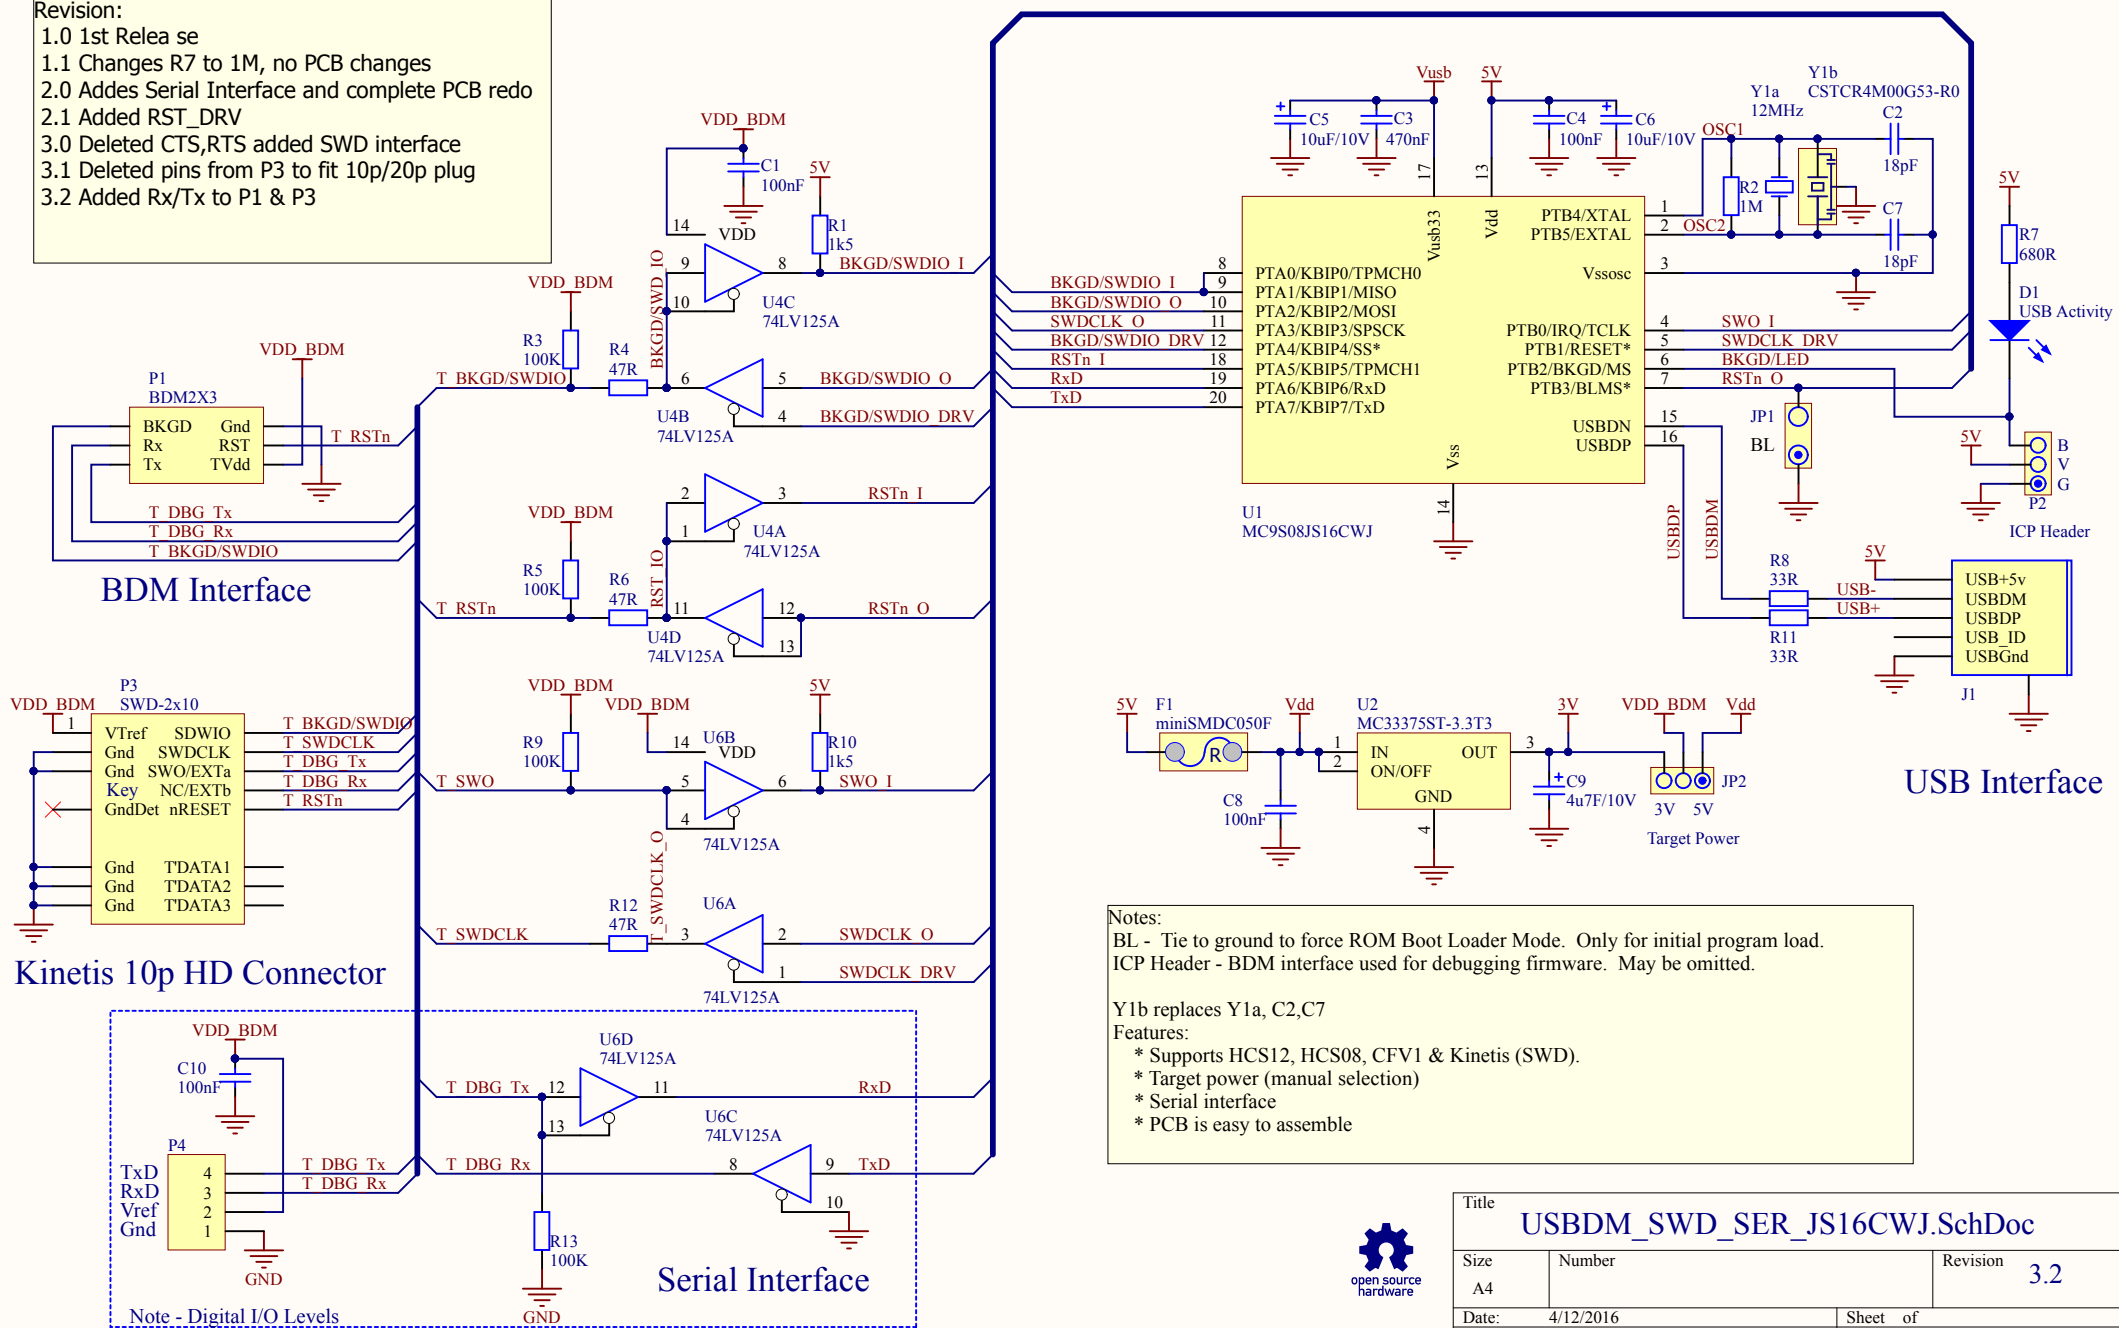 Revision:
1.0 1st Relea se
1.1 Changes R7 to 1M, no PCB changes
2.0 Addes Serial Interface and complete PCB redo
2.1 Added RST_DRV
3.0 Deleted CTS,RTS added SWD interface
3.1 Deleted pins from P3 to fit 10p/20p plug
3.2 Added Rx/Tx to P1 & P3
VDD_BDM
C1
100nF
5V
R1
1k5
14
VDD
9
8
10
BKGD/SWDIO_I
U4C
74LV125A
BKGD/SWD_IO
VDD_BDM
R3
100K
R4
47R
T_BKGD/SWDIO
6
5
4
BKGD/SWDIO_O
BKGD/SWDIO_DRV
U4B
74LV125A
VDD_BDM
P1
BDM2X3
BKGD Gnd
Rx RST
Tx TVdd
T_RSTn
T_DBG_Tx
T_DBG_Rx
T_BKGD/SWDIO
BDM Interface
2
3
1
RSTn_I
U4A
74LV125A
VDD_BDM
R5
100K
R6
47R
RST_IO
T_RSTn
11
12
13
RSTn_O
U4D
74LV125A
P3
SWD-2x10
VDD_BDM
1
VTref SDWIO
Gnd SWDCLK
Gnd SWO/EXTa
Key NC/EXTb
GndDet nRESET
Gnd T'DATA1
Gnd T'DATA2
Gnd T'DATA3
T_BKGD/SWDIO
T_SWDCLK
T_DBG_Tx
T_DBG_Rx
T_RSTn
Kinetis 10p HD Connector
VDD_BDM
VDD_BDM
5V
R9
100K
14
VDD
U6B
R10
1k5
T_SWO
5
6
4
SWO_I
74LV125A
T_SWDCLK_O
R12
47R
U6A
T_SWDCLK
3
2
1
SWDCLK_O
SWDCLK_DRV
74LV125A
VDD_BDM
C10
100nF
P4
TxD 4
RxD 3
Vref 2
Gnd 1
T_DBG_Tx
T_DBG_Rx
GND
U6D
74LV125A
T_DBG_Tx
12
11
13
RxD
U6C
74LV125A
T_DBG_Rx
8
9
10
TxD
R13
100K
GND
Serial Interface
Note - Digital I/O Levels
Vusb
5V
C5
10uF/10V
C3
470nF
C4
100nF
C6
10uF/10V
17
13
Vusb33
Vdd
BKGD/SWDIO_I
BKGD/SWDIO_O
SWDCLK_O
BKGD/SWDIO_DRV
RSTn_I
RxD
TxD
8 PTA0/KBIP0/TPMCH0
9 PTA1/KBIP1/MISO
10 PTA2/KBIP2/MOSI
11 PTA3/KBIP3/SPSCK
12 PTA4/KBIP4/SS*
18 PTA5/KBIP5/TPMCH1
19 PTA6/KBIP6/RxD
20 PTA7/KBIP7/TxD
PTB4/XTAL 1
PTB5/EXTAL 2
Vssosc 3
PTB0/IRQ/TCLK 4
PTB1/RESET* 5
PTB2/BKGD/MS 6
PTB3/BLMS* 7
USBDN 15
USBDP 16
Vss
14
U1
MC9S08JS16CWJ
OSC1
OSC2
Y1a
12MHz
Y1b
CSTCR4M00G53-R0
R2
1M
C2
18pF
C7
18pF
SWO_I
SWDCLK_DRV
BKGD/LED
RSTn_O
5V
R7
680R
D1
USB Activity
JP1
BL
5V
B
V
G
P2
ICP Header
USBDP
USBDM
R8
33R
R11
33R
USB-
USB+
5V
USB+5v
USBDM
USBDP
USB_ID
USBGnd
J1
USB Interface
5V
F1
miniSMDC050F
R
Vdd
C8
100nF
U2
MC33375ST-3.3T3
1 IN OUT 3
2 ON/OFF
GND
4
3V
C9
4u7F/10V
VDD_BDM
Vdd
JP2
3V 5V
Target Power
Notes:
BL - Tie to ground to force ROM Boot Loader Mode. Only for initial program load.
ICP Header - BDM interface used for debugging firmware. May be omitted.
Y1b replaces Y1a, C2,C7
Features:
* Supports HCS12, HCS08, CFV1 & Kinetis (SWD).
* Target power (manual selection)
* Serial interface
* PCB is easy to assemble
open source
hardware
Title
USBDM_SWD_SER_JS16CWJ.SchDoc
Size
A4
Number
Revision
3.2
Date: 4/12/2016
Sheet of